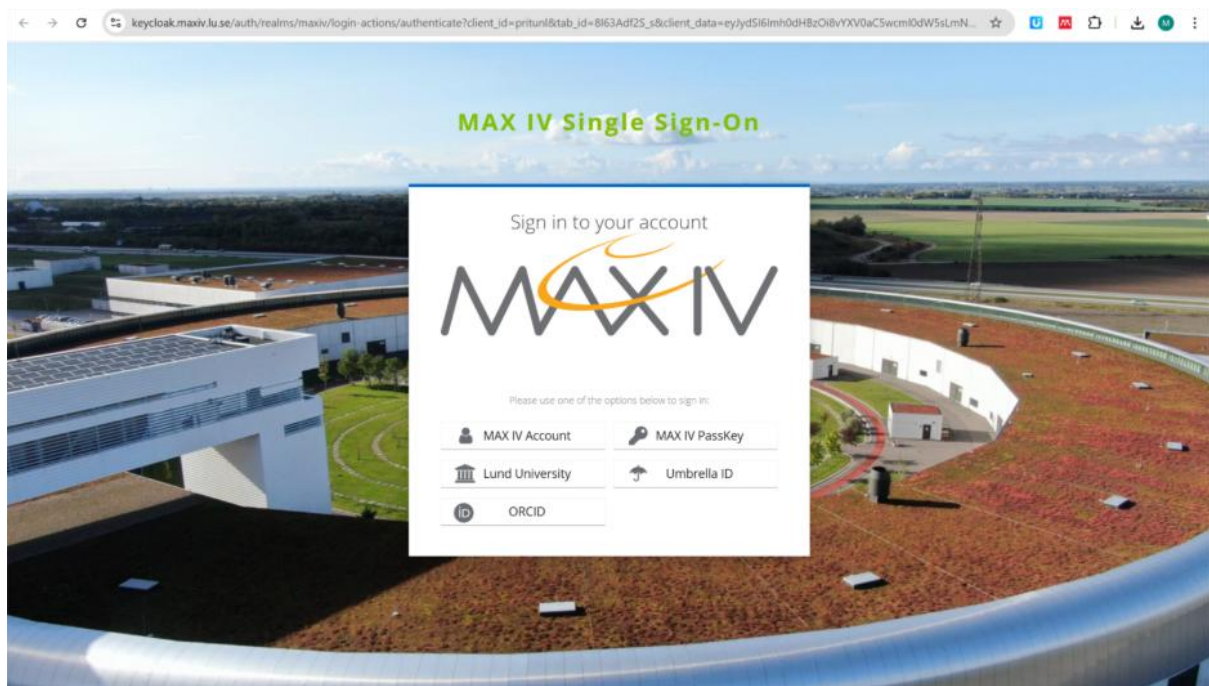 keycloak.maxiv.lu.se/auth/realms/maxiv/login-actions/authenticate?client_id=pritunl&tab_id=8I63Adf2S_s&client_data=eyJydSI6Imh0dHBzOi8vYXV0aC5wcml0dW5sLmN...
MAX IV Single Sign-On
Sign in to your account
MAX IV
Please use one of the options below to sign in:
MAX IV Account
MAX IV PassKey
Lund University
Umbrella ID
iD ORCID